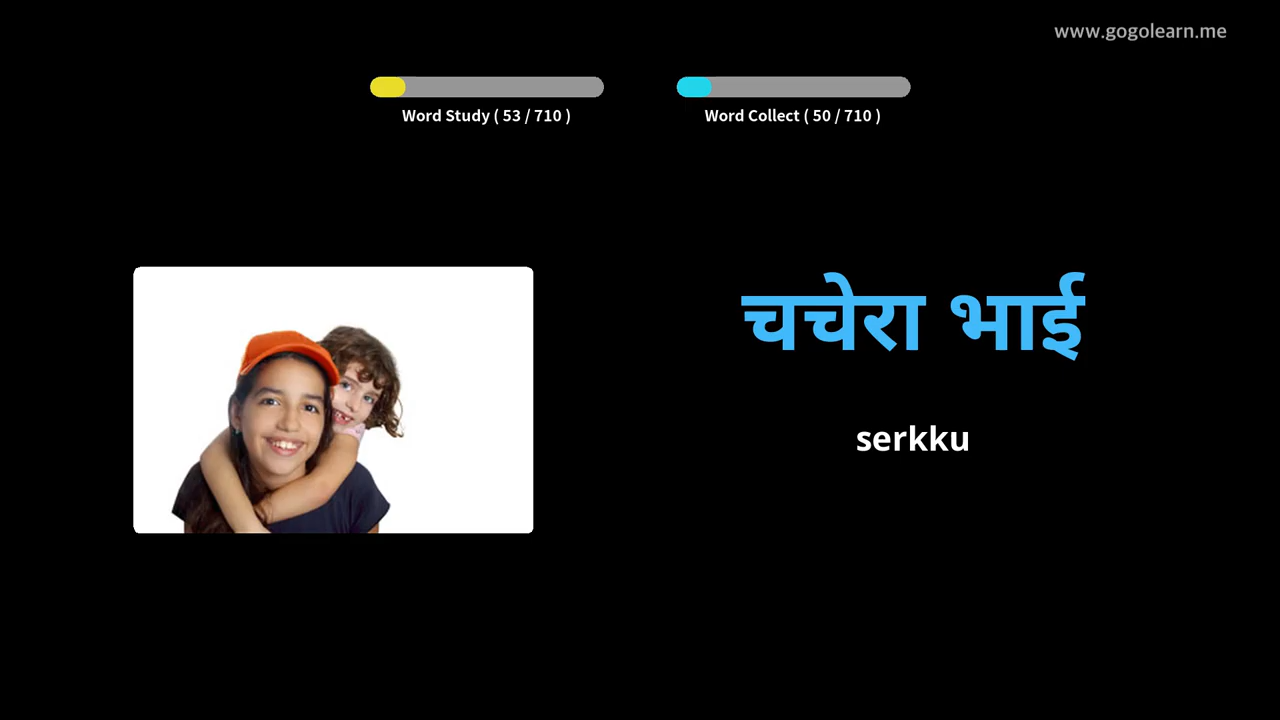 www.gogolearn.me
Word Study ( 53 / 710 )
Word Collect ( 50 / 710 )
चचेरा भाई
serkku